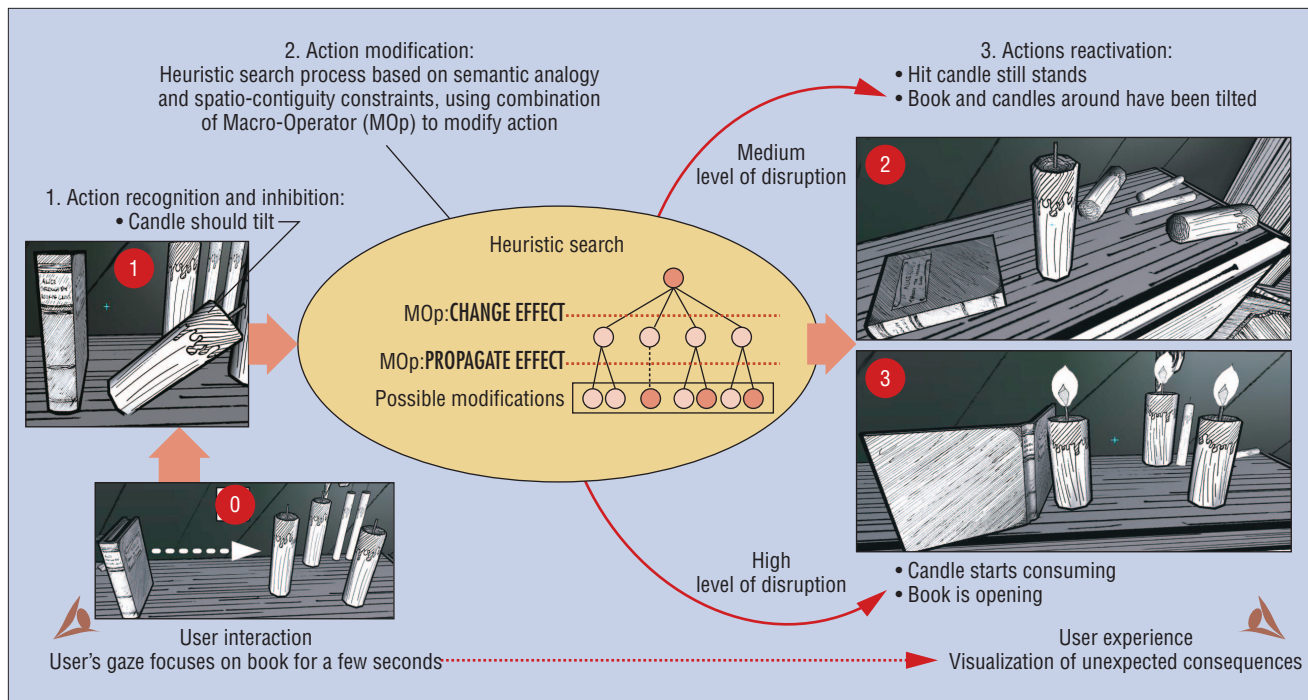 2. Action modification:
Heuristic search process based on semantic analogy
and spatio-contiguity constraints, using combination
of Macro-Operator (MOp) to modify action
3. Actions reactivation:
• Hit candle still stands
• Book and candles around have been tilted
Medium
level of disruption
1. Action recognition and inhibition:
• Candle should tilt
1
2
Heuristic search
MOp:CHANGE EFFECT
MOp:PROPAGATE EFFECT
Possible modifications
3
0
High
level of disruption
• Candle starts consuming
• Book is opening
User interaction
User's gaze focuses on book for a few seconds
User experience
Visualization of unexpected consequences